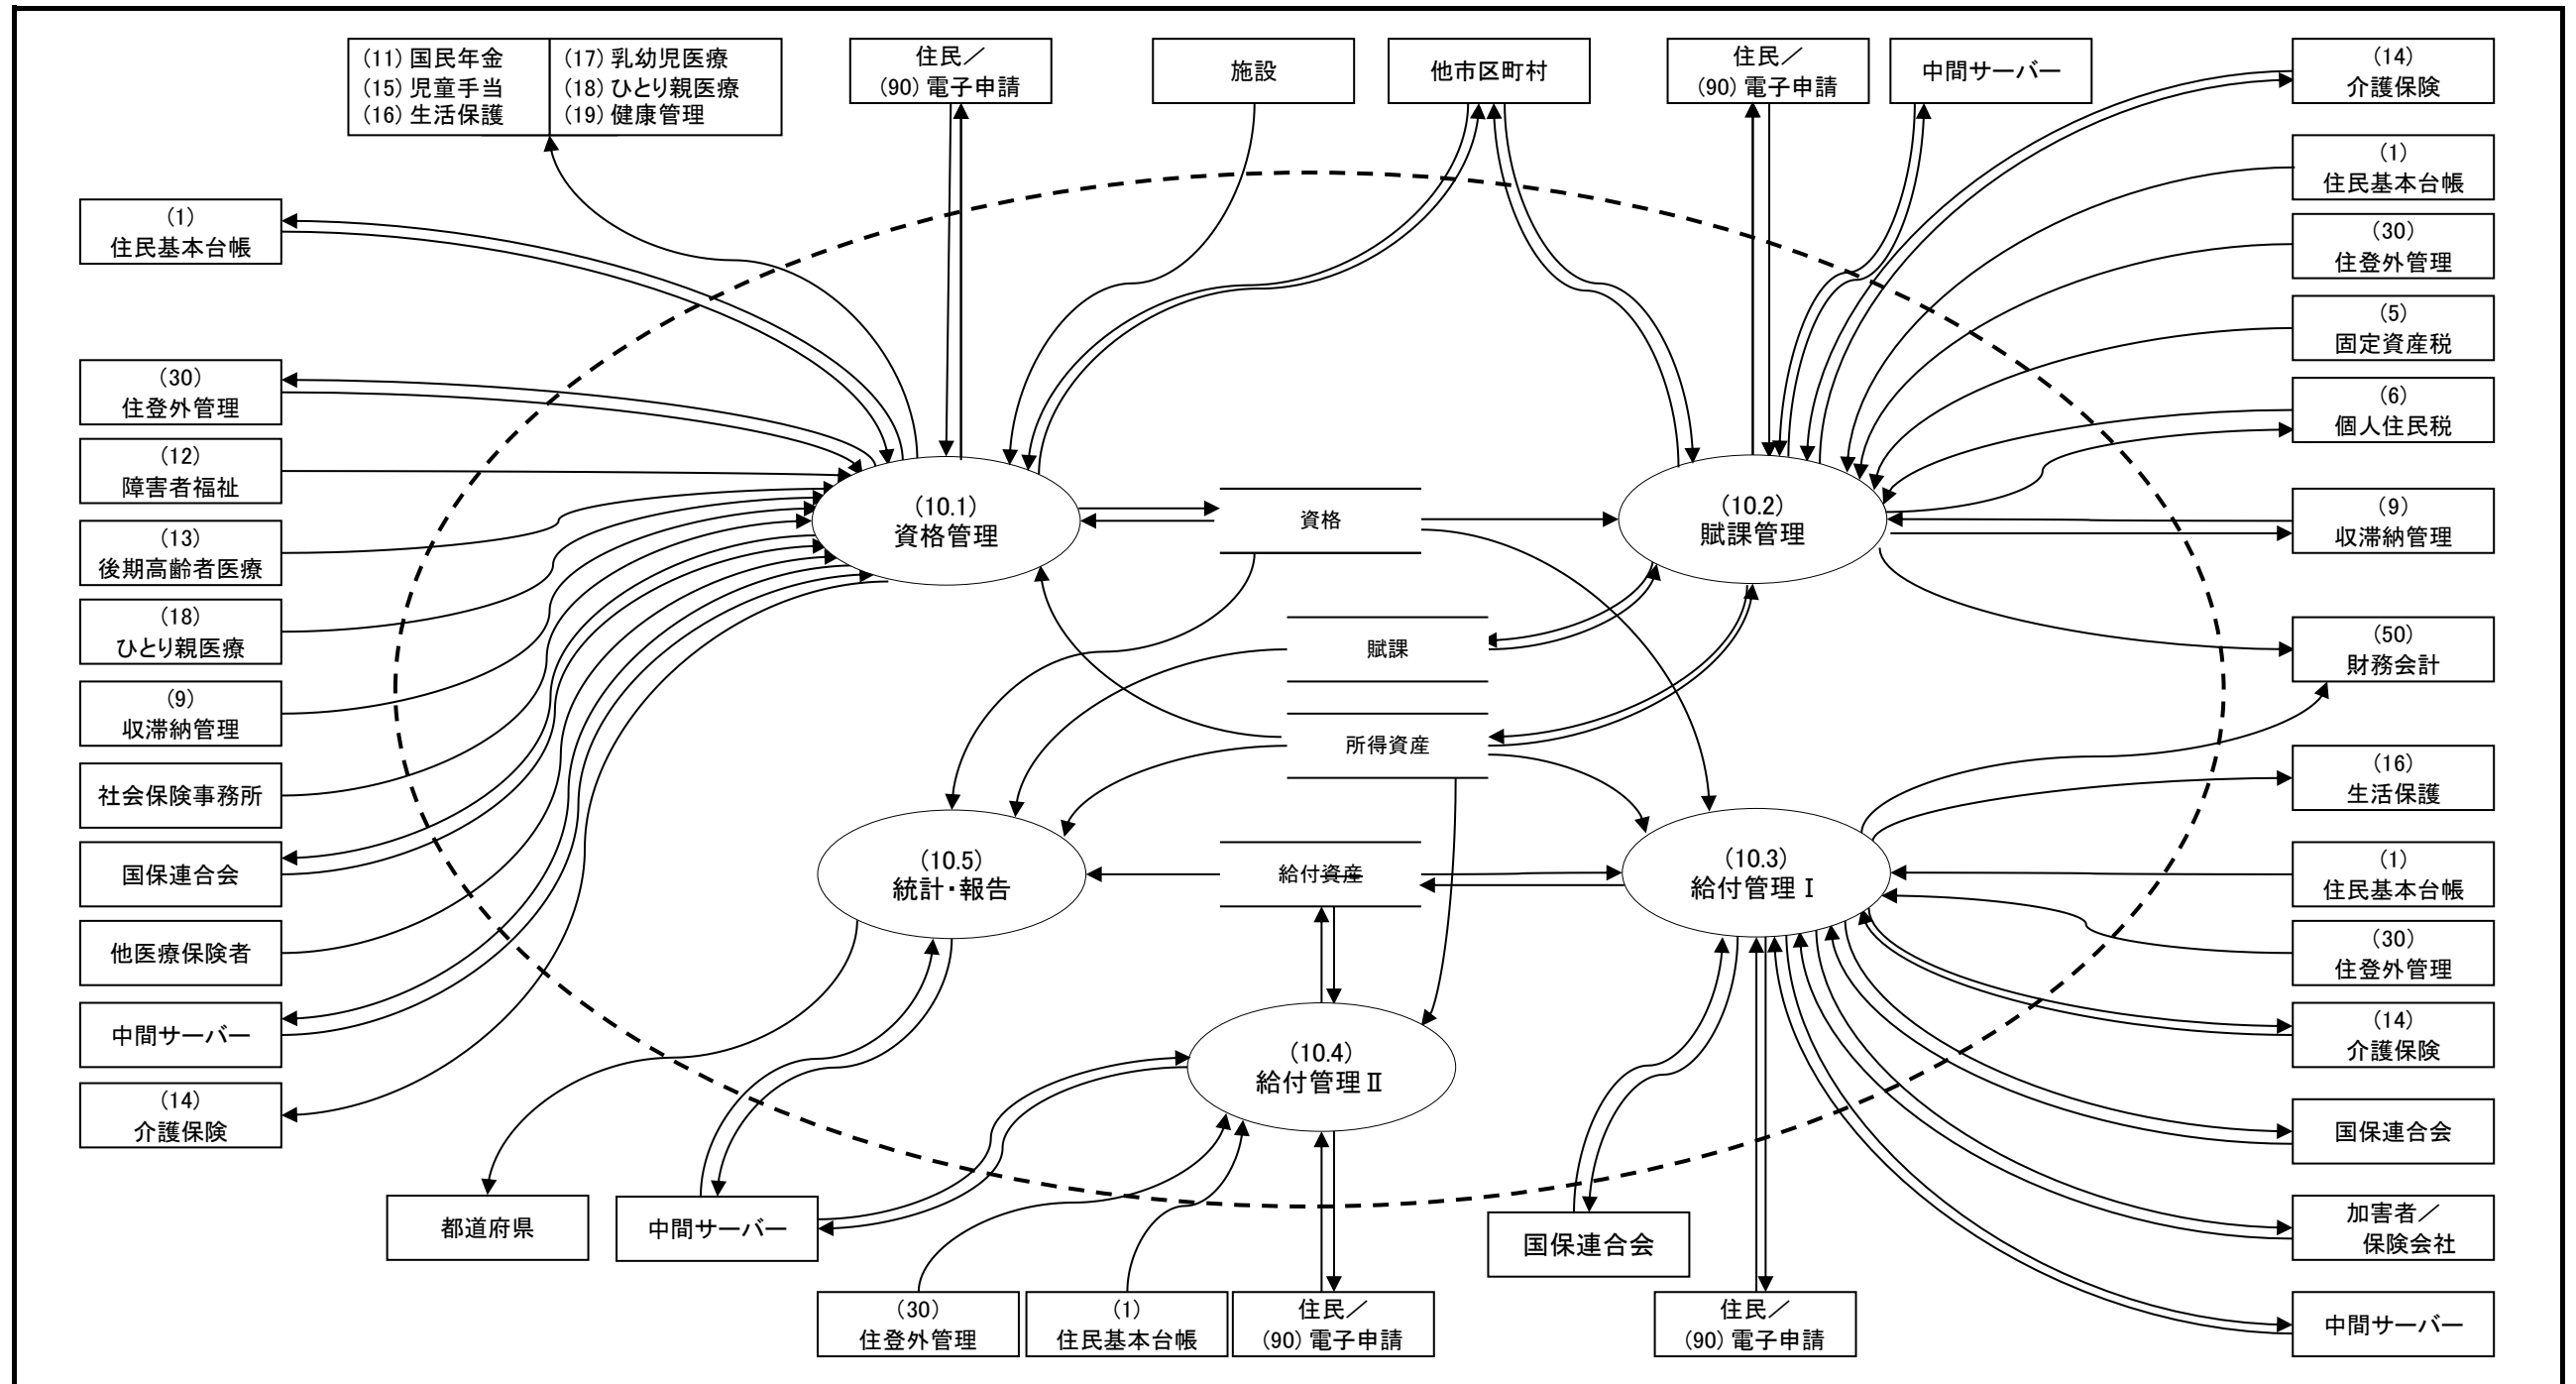 (11) 国民年金
(15) 児童手当
(16) 生活保護
(17) 乳幼児医療
(18) ひとり親医療
(19) 健康管理
住民／
(90) 電子申請
施設
他市区町村
住民／
(90) 電子申請
中間サーバー
(14)
介護保険
(1)
住民基本台帳
(30)
住登外管理
(5)
固定資産税
(6)
個人住民税
(9)
収滞納管理
(50)
財務会計
(16)
生活保護
(1)
住民基本台帳
(30)
住登外管理
(14)
介護保険
国保連合会
加害者／
保険会社
中間サーバー
(1)
住民基本台帳
(30)
住登外管理
(12)
障害者福祉
(13)
後期高齢者医療
(18)
ひとり親医療
(9)
収滞納管理
社会保険事務所
国保連合会
他医療保険者
中間サーバー
(14)
介護保険
(10.1)
資格管理
資格
(10.2)
賦課管理
賦課
所得資産
(10.5)
統計・報告
給付資産
(10.3)
給付管理Ⅰ
(10.4)
給付管理Ⅱ
都道府県
中間サーバー
国保連合会
(30)
住登外管理
(1)
住民基本台帳
住民／
(90) 電子申請
住民／
(90) 電子申請